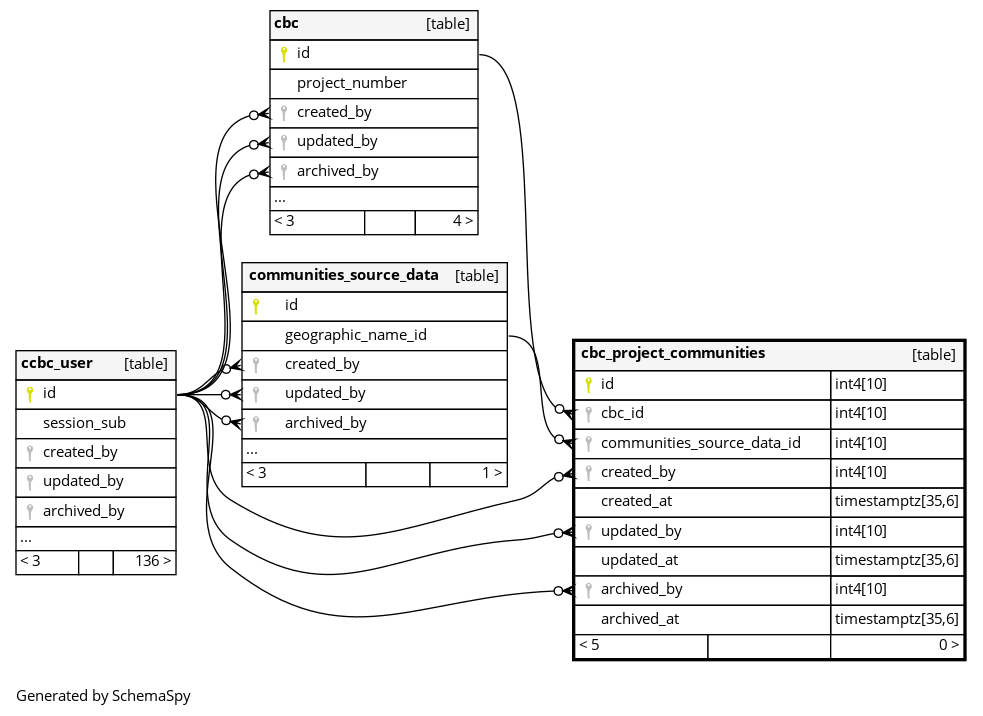 cbc [table]
id
project_number
created_by
updated_by
archived_by
...
< 3 4 >
communities_source_data [table]
id
geographic_name_id
created_by
updated_by
archived_by
...
< 3 1 >
ccbc_user [table]
id
session_sub
created_by
updated_by
archived_by
...
< 3 136 >
cbc_project_communities [table]
id int4[10]
cbc_id int4[10]
communities_source_data_id int4[10]
created_by int4[10]
created_at timestamptz[35,6]
updated_by int4[10]
updated_at timestamptz[35,6]
archived_by int4[10]
archived_at timestamptz[35,6]
< 5 0 >
Generated by SchemaSpy